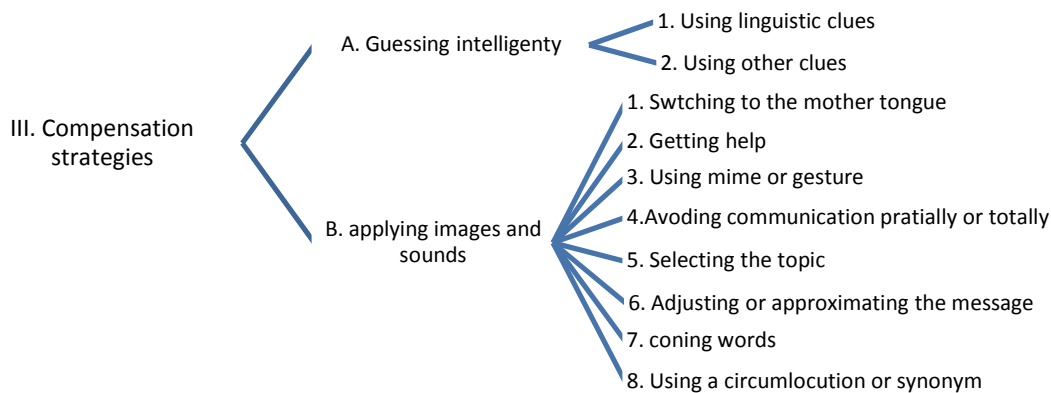 III. Compensation
strategies
A. Guessing intelligenty
1. Using linguistic clues
2. Using other clues
B. applying images and
sounds
1. Swtching to the mother tongue
2. Getting help
3. Using mime or gesture
4.Avoding communication pratially or totally
5. Selecting the topic
6. Adjusting or approximating the message
7. coning words
8. Using a circumlocution or synonym